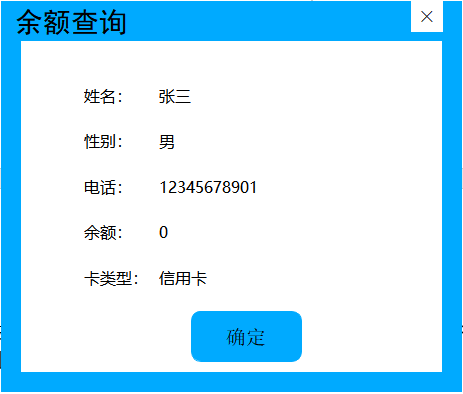 余额查询
姓名： 张三
性别： 男
电话： 12345678901
余额： 0
卡类型： 信用卡
确定